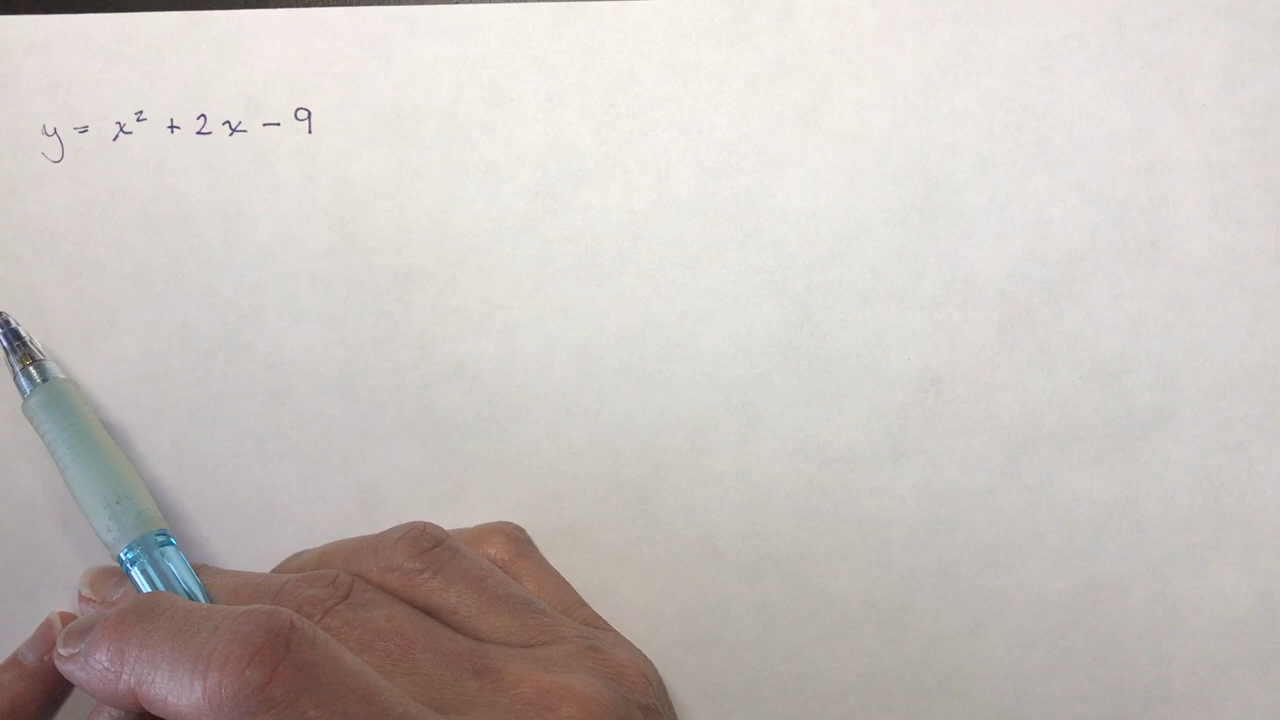 y = x² + 2x - 9